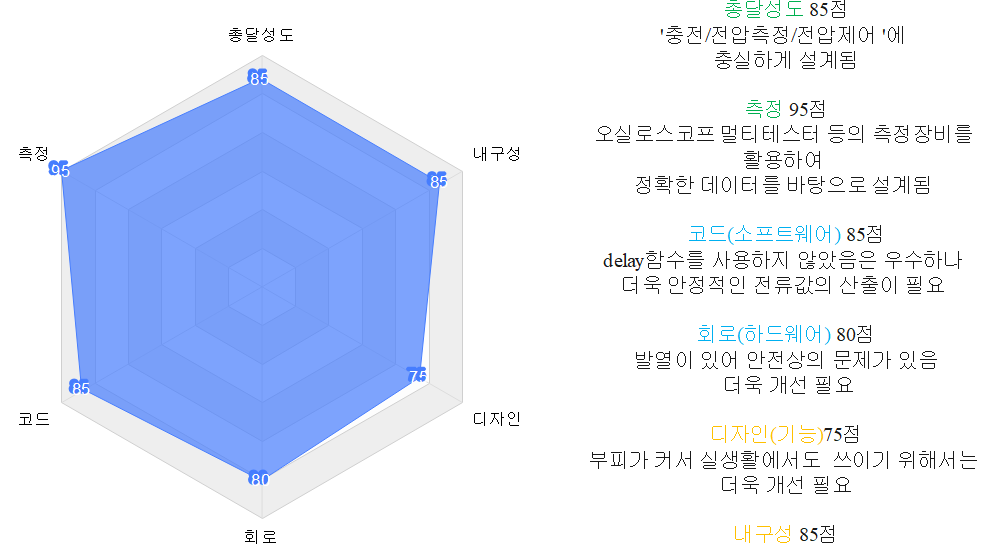 총달성도
85
내구성
85
디자인
75
회로
80
코드
85
측정
95
총달성도 85점
'충전/전압측정/전압제어 '에
충실하게 설계됨
측정 95점
오실로스코프 멀티테스터 등의 측정장비를
활용하여
정확한 데이터를 바탕으로 설계됨
코드(소프트웨어) 85점
delay함수를 사용하지 않았음은 우수하나
더욱 안정적인 전류값의 산출이 필요
회로(하드웨어) 80점
발열이 있어 안전상의 문제가 있음
더욱 개선 필요
디자인(기능)75점
부피가 커서 실생활에서도 쓰이기 위해서는
더욱 개선 필요
내구성 85점